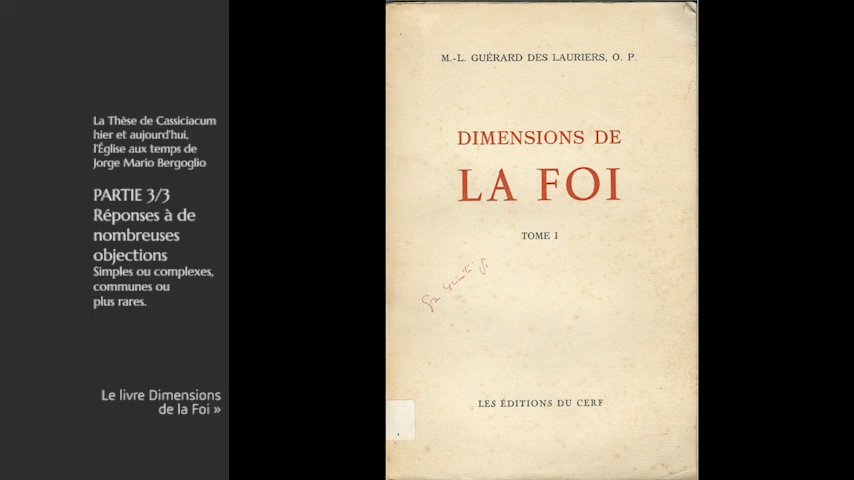 La Thèse de Cassiciacum
hier et aujourd'hui,
l'Église aux temps de
Jorge Mario Bergoglio
PARTIE 3/3
Réponses à de
nombreuses
objections
Simples ou complexes,
communes ou
plus rares.
Le livre Dimensions
de la Foi »
M.-L. GUÉRARD DES LAURIERS, O. P.
DIMENSIONS DE
LA FOI
TOME I
LES ÉDITIONS DU CERF